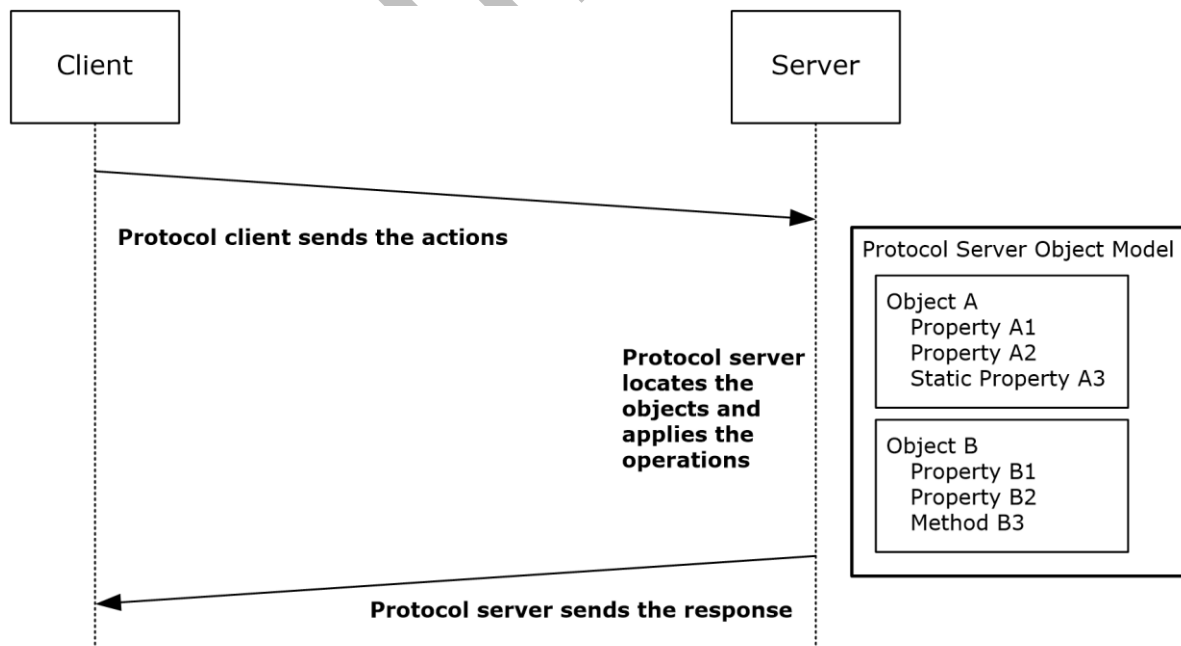 Client
Server
Protocol client sends the actions
Protocol Server Object Model
Object A
Property A1
Property A2
Static Property A3
Protocol server
locates the
objects and
applies the
operations
Object B
Property B1
Property B2
Method B3
Protocol server sends the response